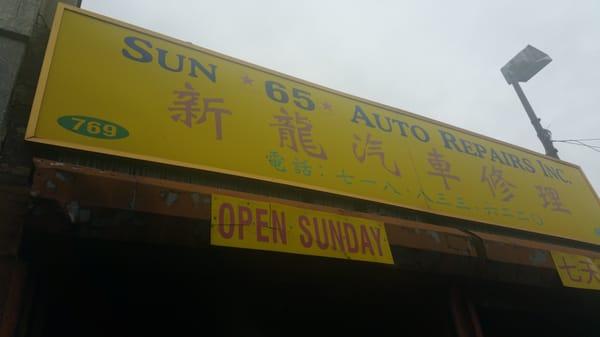 SUN ★ 65 ★ AUTO REPAIRS INC.
769
新龍汽車修理
電話：七一八·八三三·六二二〇
OPEN SUNDAY
七天